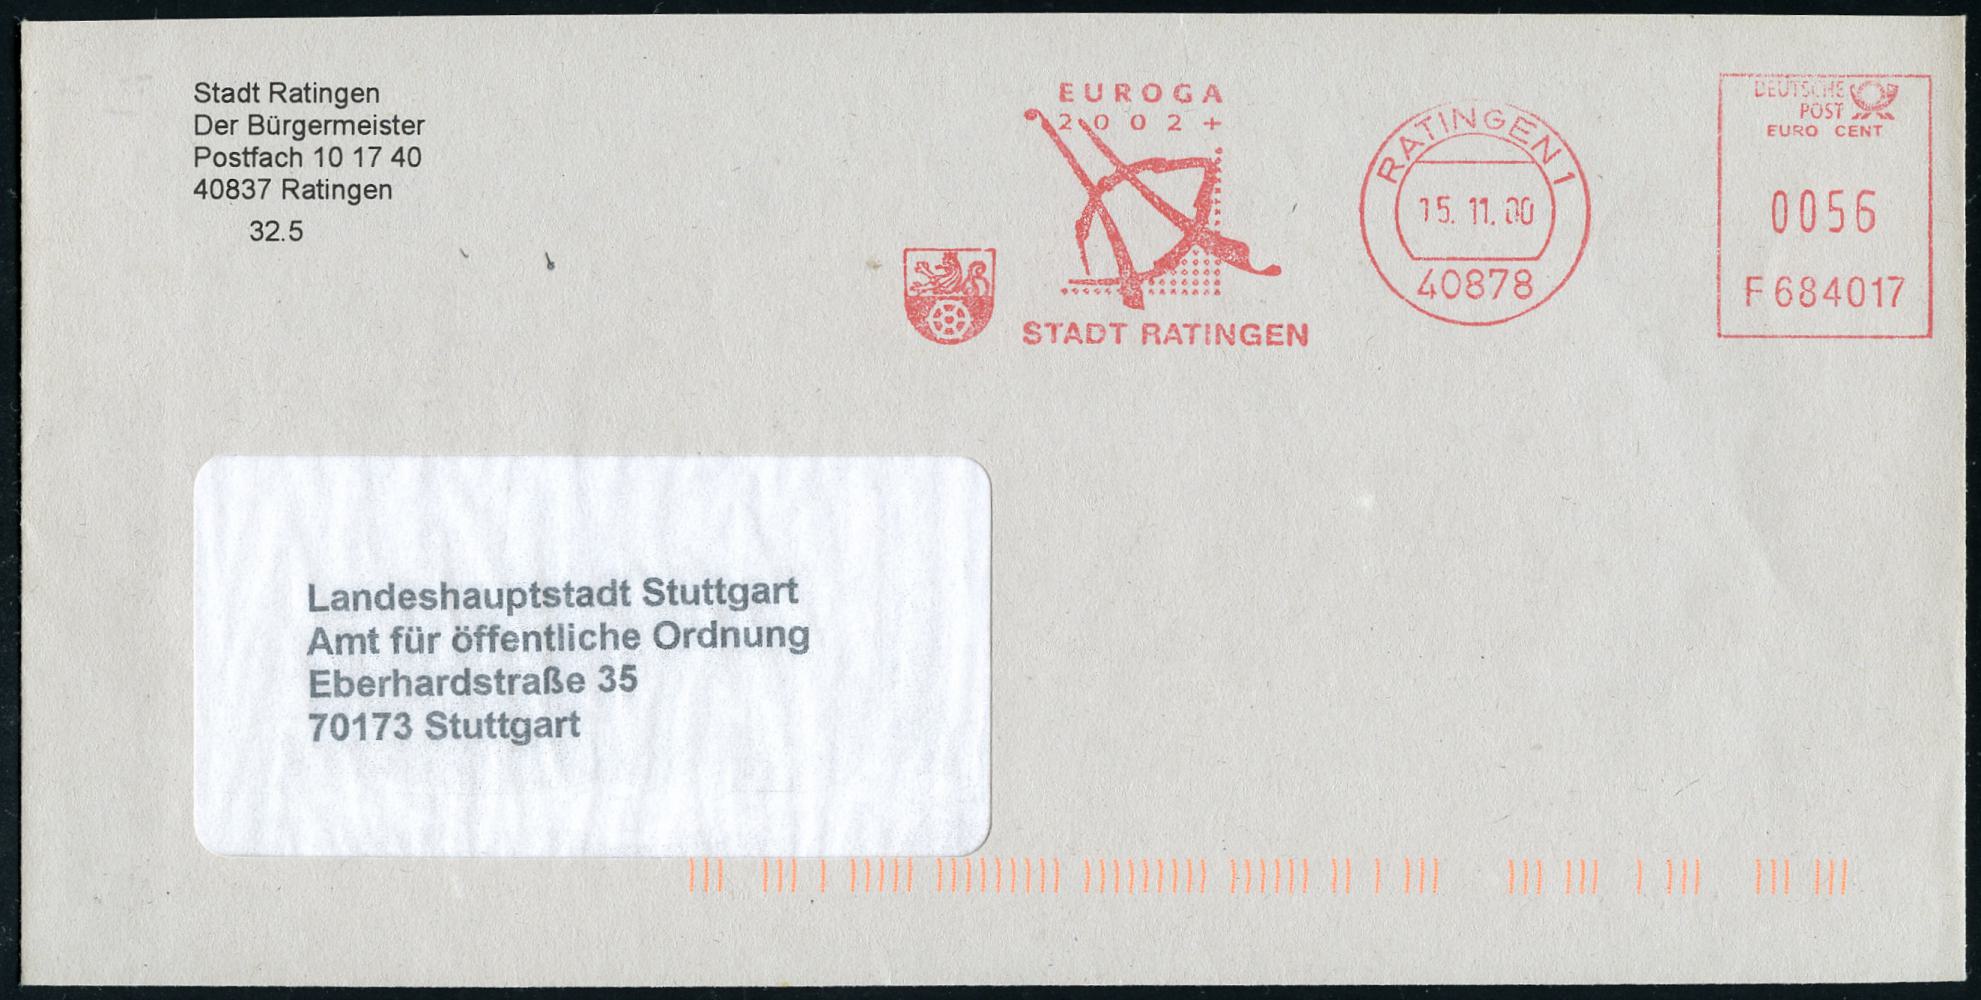 Stadt Ratingen
Der Bürgermeister
Postfach 10 17 40
40837 Ratingen
32.5
EUROGA
2002+
STADT RATINGEN
RATINGEN 1
15. 11. 00
40878
DEUTSCHE
POST
EURO CENT
0056
F684017
Landeshauptstadt Stuttgart
Amt für öffentliche Ordnung
Eberhardstraße 35
70173 Stuttgart